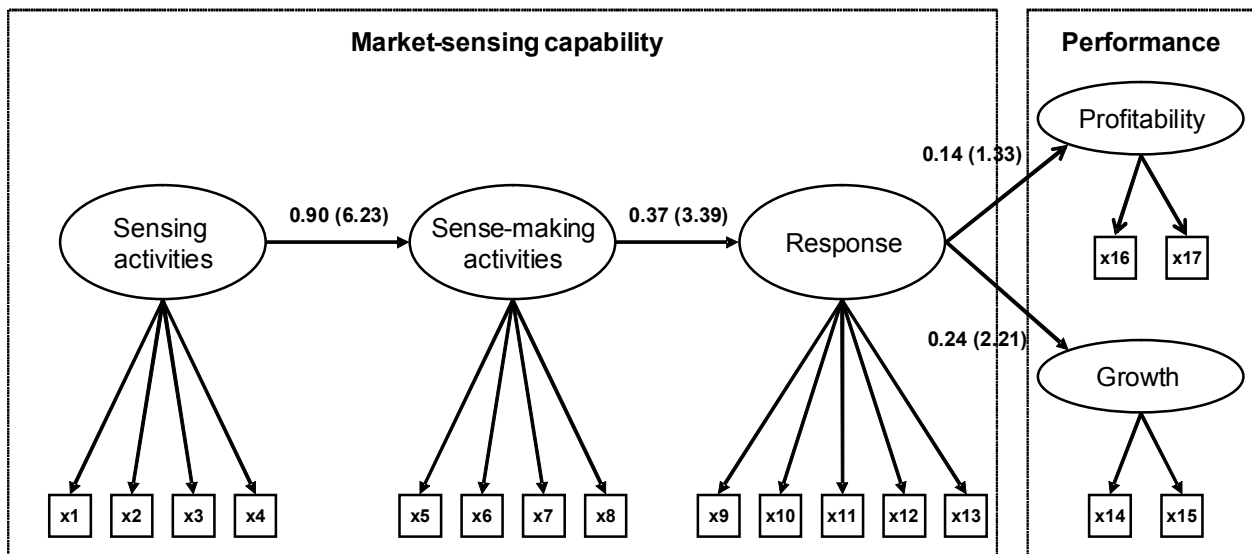 Market-sensing capability
Performance
Profitability
0.14 (1.33)
0.90 (6.23)
0.37 (3.39)
Sensing
activities
Sense-making
activities
Response
x16
x17
0.24 (2.21)
Growth
x1
x2
x3
x4
x5
x6
x7
x8
x9
x10
x11
x12
x13
x14
x15